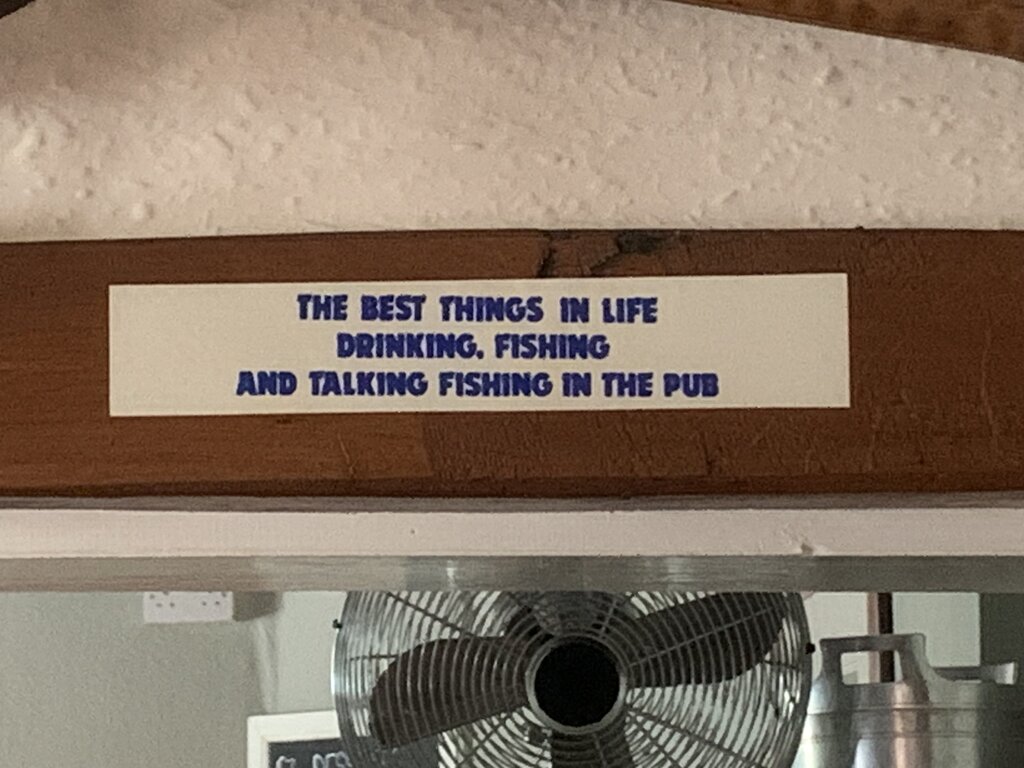 THE BEST THINGS IN LIFE
DRINKING, FISHING
AND TALKING FISHING IN THE PUB